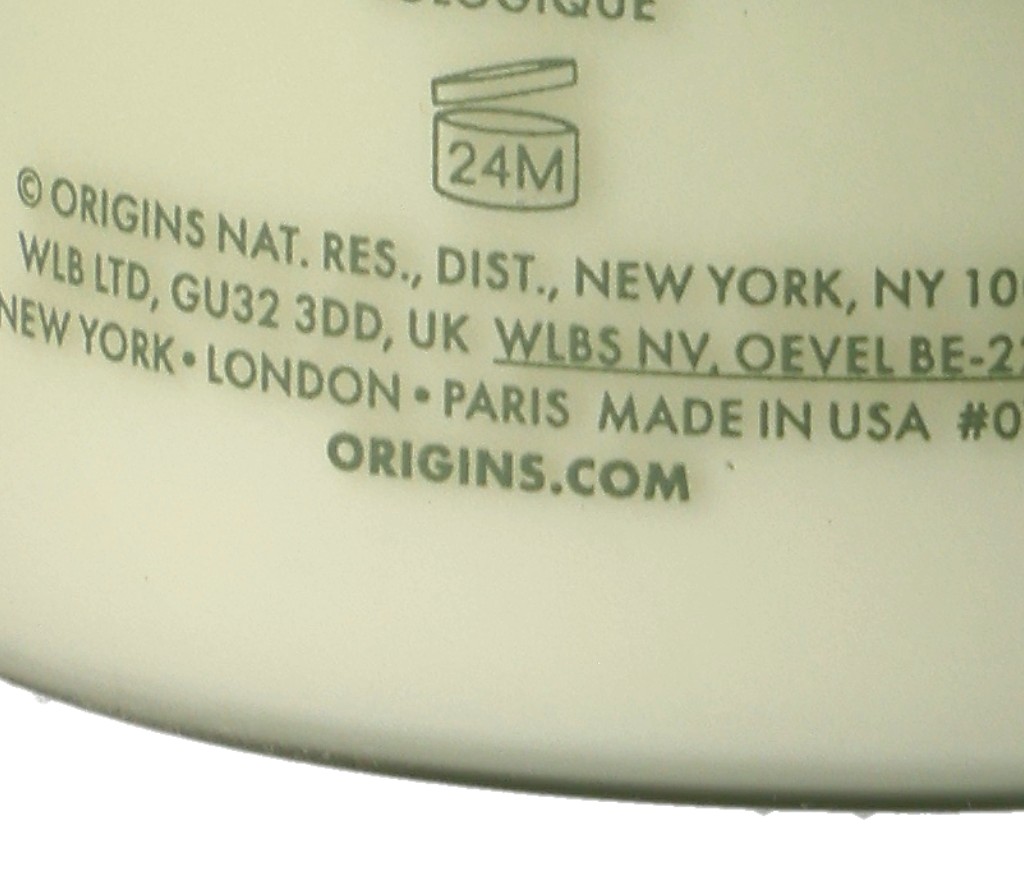 24M
© ORIGINS NAT. RES., DIST., NEW YORK, NY
WLB LTD, GU32 3DD, UK WLBS NV, OEVEL
NEW YORK • LONDON • PARIS MADE IN USA
ORIGINS.COM